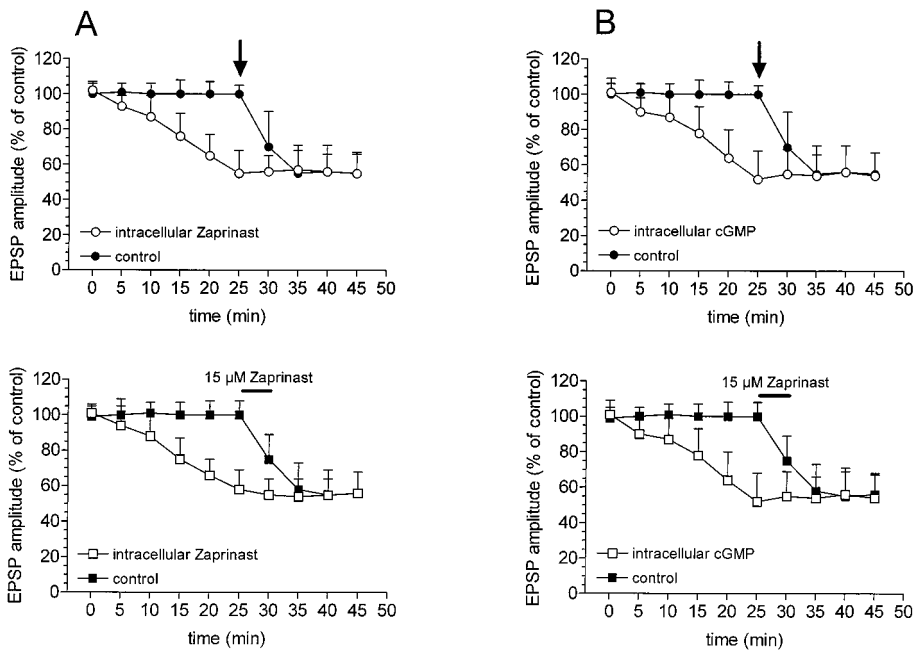 A
EPSP amplitude (% of control)
120
100
80
60
40
20
0
intracellular Zaprinast
control
0 5 10 15 20 25 30 35 40 45 50
time (min)
B
EPSP amplitude (% of control)
120
100
80
60
40
20
0
intracellular cGMP
control
0 5 10 15 20 25 30 35 40 45 50
time (min)
EPSP amplitude (% of control)
120
100
80
60
40
20
0
15 µM Zaprinast
intracellular Zaprinast
control
0 5 10 15 20 25 30 35 40 45 50
time (min)
EPSP amplitude (% of control)
120
100
80
60
40
20
0
15 µM Zaprinast
intracellular cGMP
control
0 5 10 15 20 25 30 35 40 45 50
time (min)